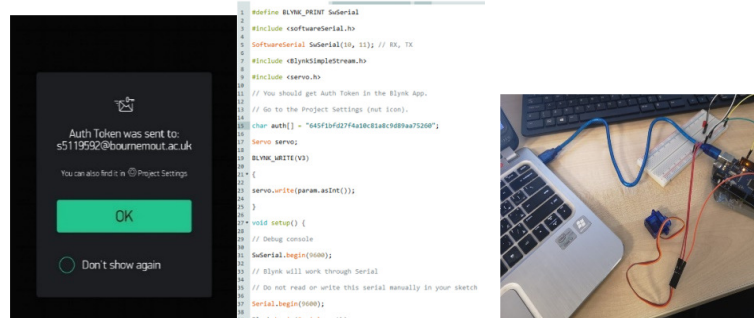 Auth Token was sent to:
s5119592@bournemout.ac.uk
You can also find it in Project Settings
OK
Don't show again
1 #define BLYNK_PRINT SwSerial
2
3 #include <softwareSerial.h>
4
5 SoftwareSerial SwSerial(10, 11); // RX, TX
6
7 #include <BlynkSimpleStream.h>
8
9 #include <servo.h>
10
11 // You should get Auth Token in the Blynk App.
12
13 // Go to the Project Settings (nut icon).
14
15 char auth[] = "645f1bfd27f4a10c81a8c9d89aa75260";
16
17 Servo servo;
18
19 BLYNK_WRITE(V3)
20
21 {
22
23 servo.write(param.asInt());
24
25 }
26
27 void setup() {
28
29 // Debug console
30
31 SwSerial.begin(9600);
32
33 // Blynk will work through Serial
34
35 // Do not read or write this serial manually in your sketch
36
37 Serial.begin(9600);
38